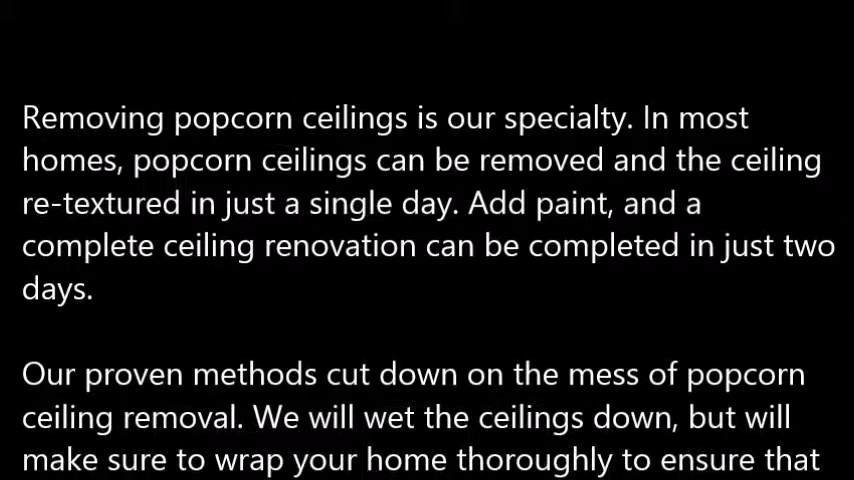 Removing popcorn ceilings is our specialty. In most
homes, popcorn ceilings can be removed and the ceiling
re-textured in just a single day. Add paint, and a
complete ceiling renovation can be completed in just two
days.
Our proven methods cut down on the mess of popcorn
ceiling removal. We will wet the ceilings down, but will
make sure to wrap your home thoroughly to ensure that